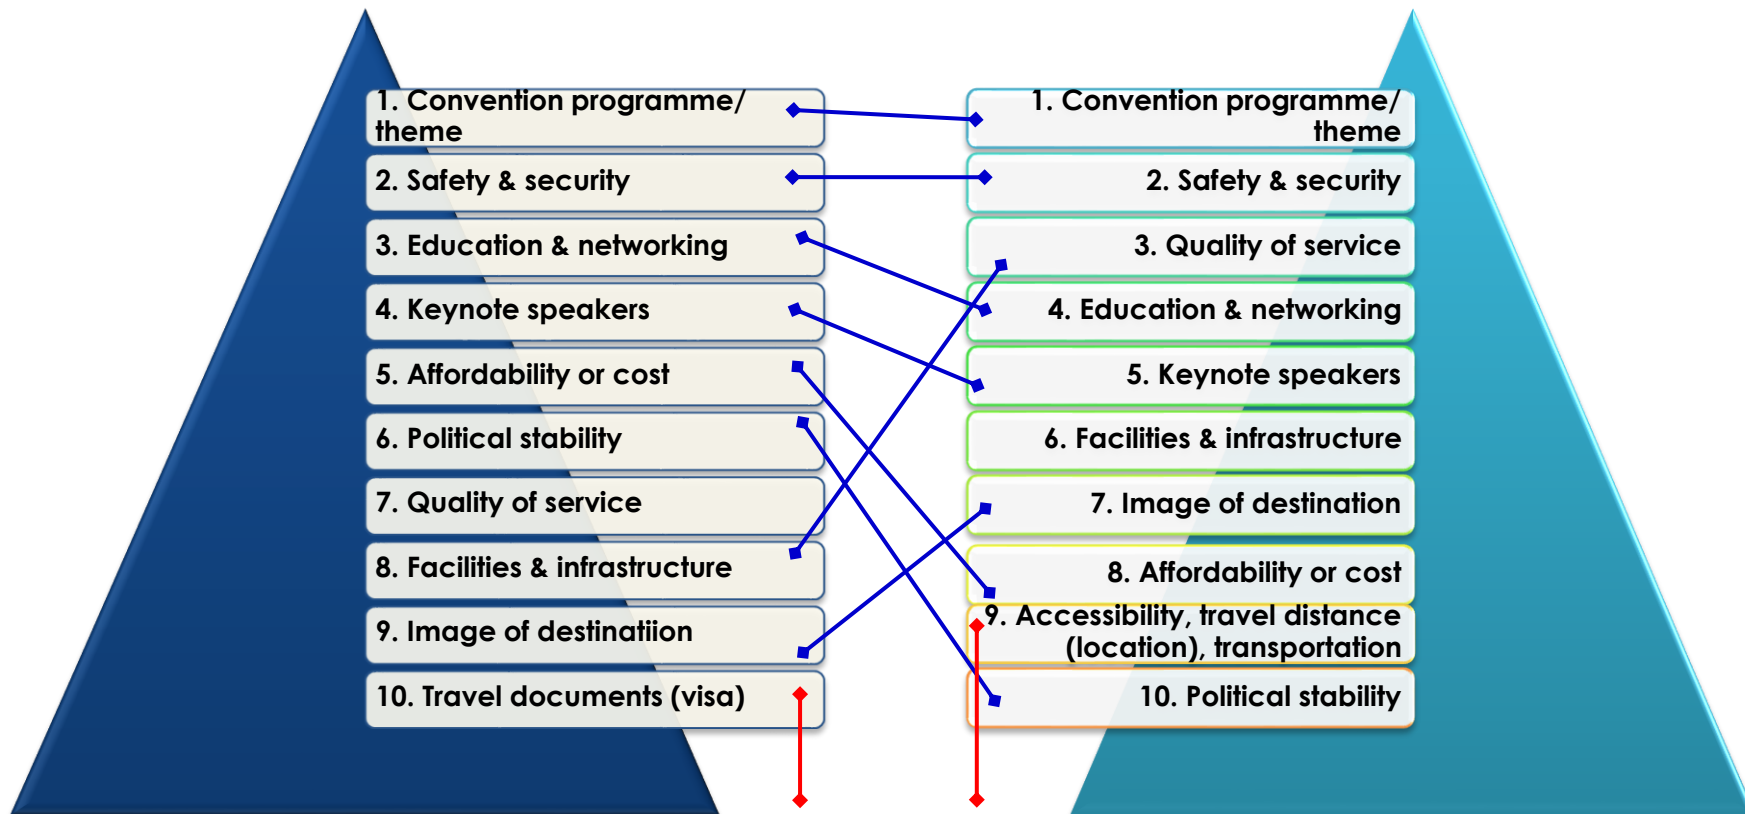 1. Convention programme/
theme
2. Safety & security
3. Education & networking
4. Keynote speakers
5. Affordability or cost
6. Political stability
7. Quality of service
8. Facilities & infrastructure
9. Image of destinatiion
10. Travel documents (visa)
1. Convention programme/
theme
2. Safety & security
3. Quality of service
4. Education & networking
5. Keynote speakers
6. Facilities & infrastructure
7. Image of destination
8. Affordability or cost
9. Accessibility, travel distance
(location), transportation
10. Political stability